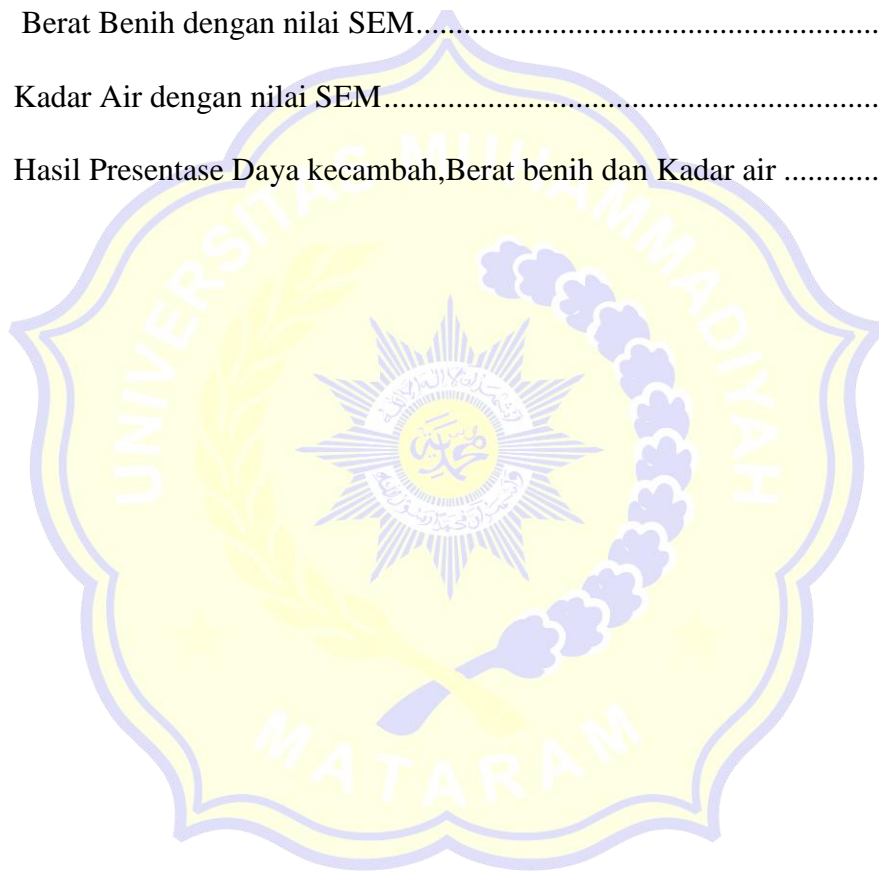 Berat Benih dengan nilai SEM..........................................................
Kadar Air dengan nilai SEM..............................................................
Hasil Presentase Daya kecambah,Berat benih dan Kadar air ............
UNIVERSITAS MUHAMMADIYAH
MATARAM